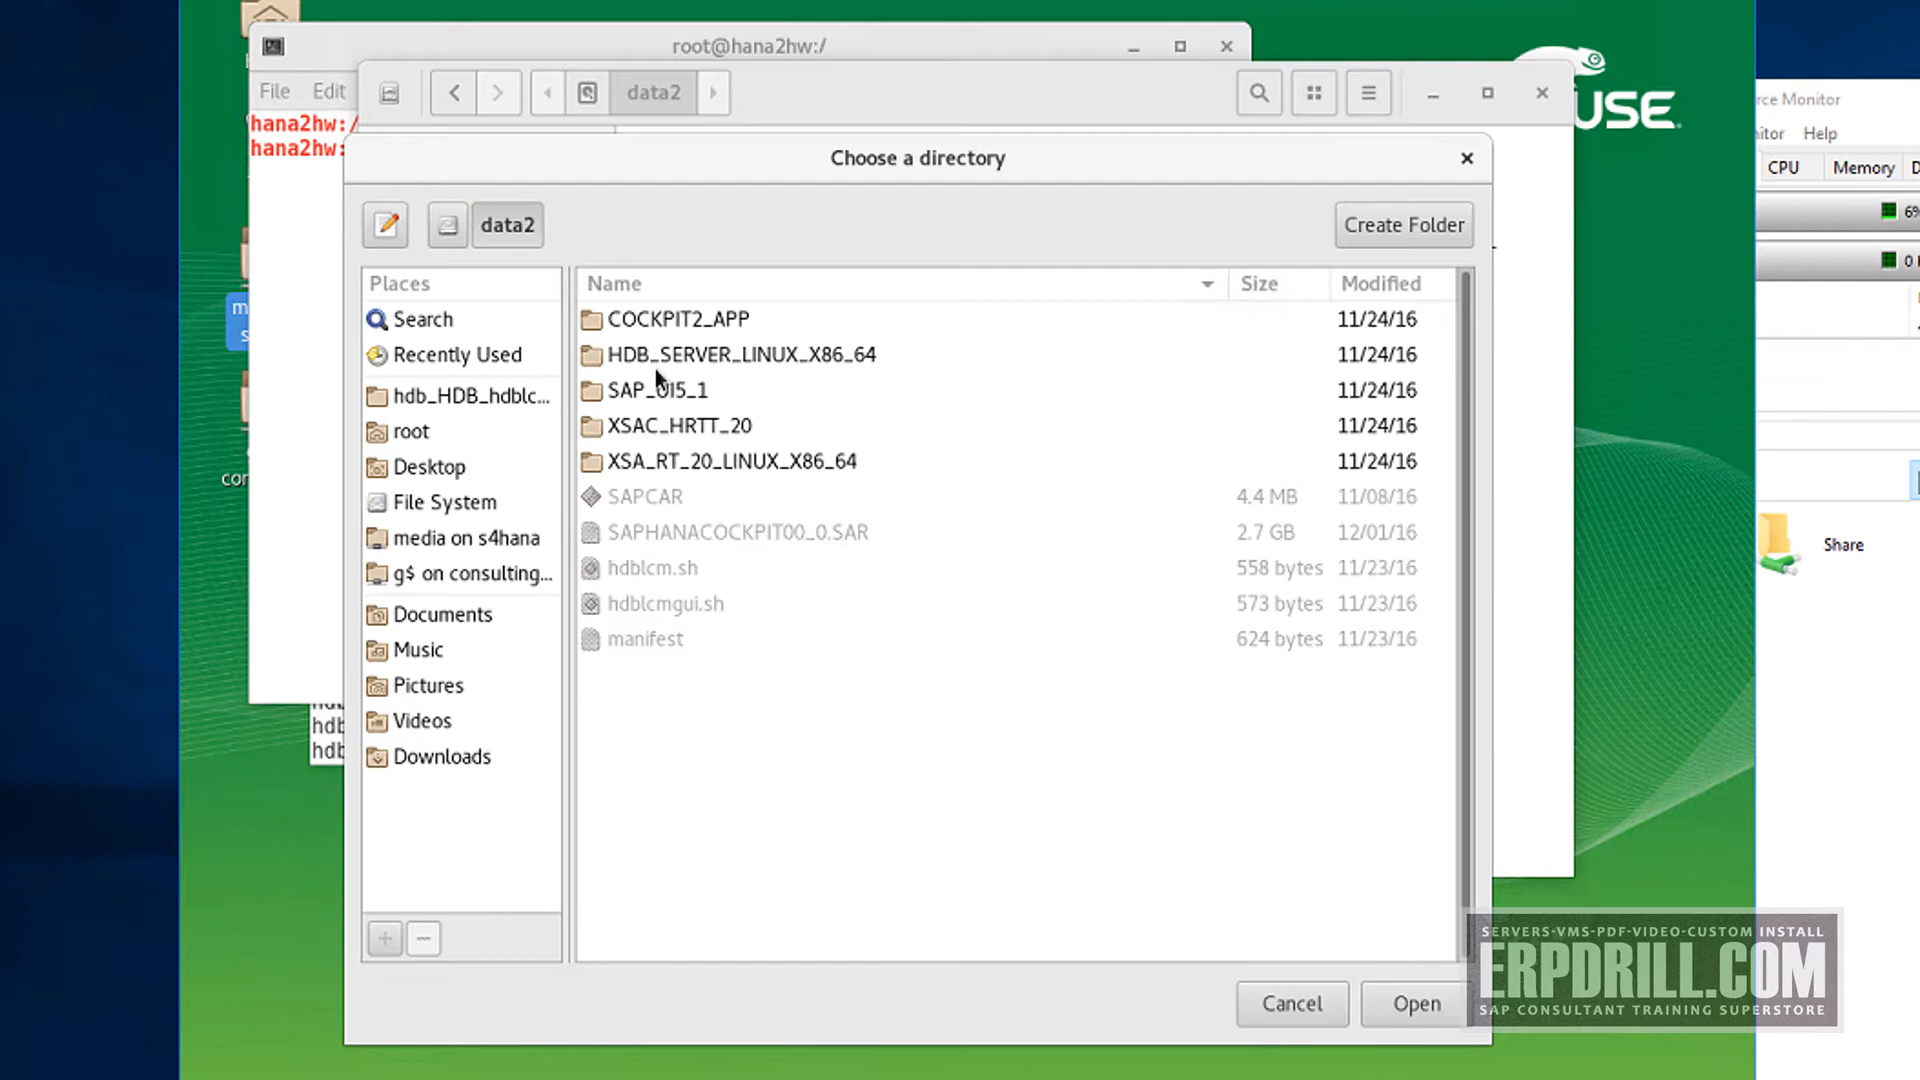 root@hana2hw:/
File Edit
data2
hana2hw:/
hana2hw:
USE
Monitor
Help
CPU Memory
6%
0
Choose a directory
data2
Create Folder
Places
Search
Recently Used
hdb_HDB_hdblc...
root
Desktop
File System
media on s4hana
g$ on consulting...
Documents
Music
Pictures
Videos
Downloads
Name Size Modified
COCKPIT2_APP 11/24/16
HDB_SERVER_LINUX_X86_64 11/24/16
SAP_UI5_1 11/24/16
XSAC_HRTT_20 11/24/16
XSA_RT_20_LINUX_X86_64 11/24/16
SAPCAR 4.4 MB 11/08/16
SAPHANACOCKPIT00_0.SAR 2.7 GB 12/01/16
hdblcm.sh 558 bytes 11/23/16
hdblcmgui.sh 573 bytes 11/23/16
manifest 624 bytes 11/23/16
hdb
hdb
Share
Cancel Open
SERVERS-VMS-PDF-VIDEO-CUSTOM INSTALL
ERPDRILL.COM
SAP CONSULTANT TRAINING SUPERSTORE